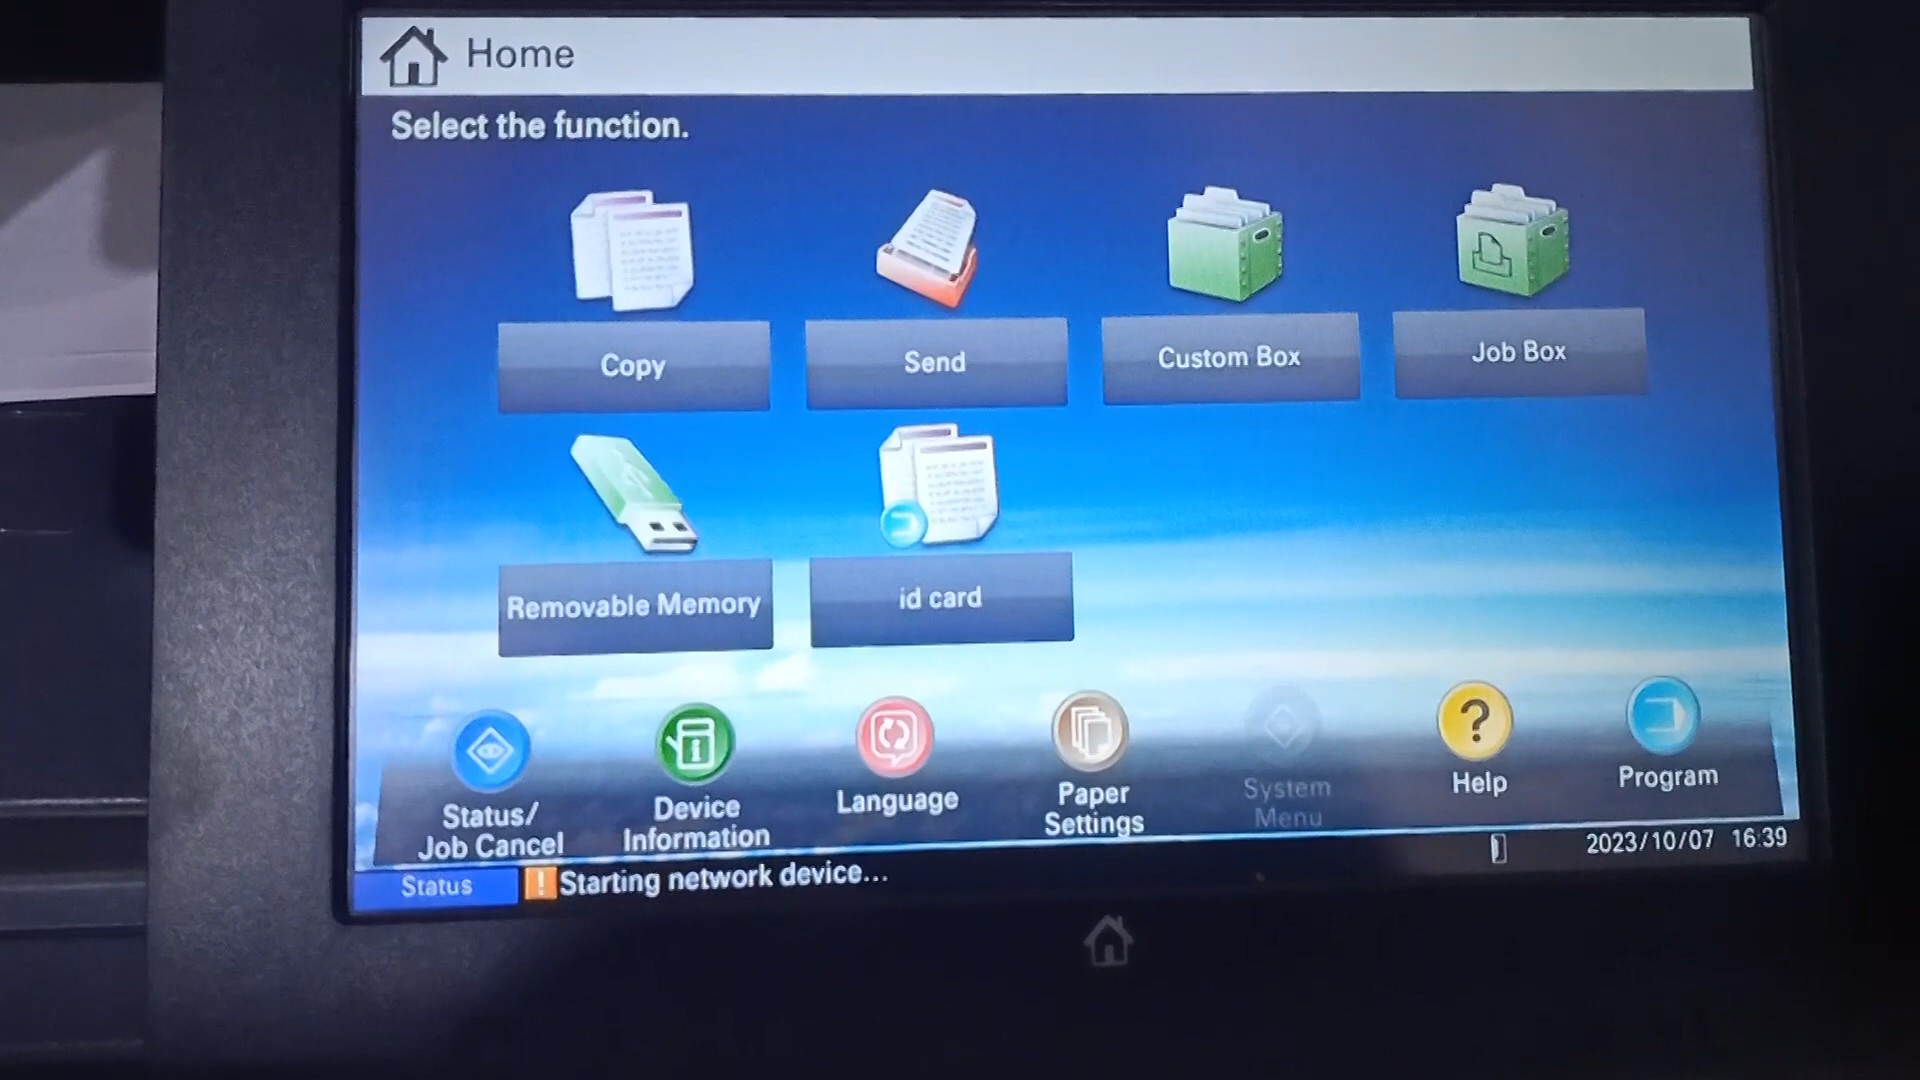 Home
Select the function.
Copy
Send
Custom Box
Job Box
Removable Memory
id card
Status/
Job Cancel
Device
Information
Language
Paper
Settings
System
Menu
Help
Program
2023/10/07 16:39
Status
! Starting network device...